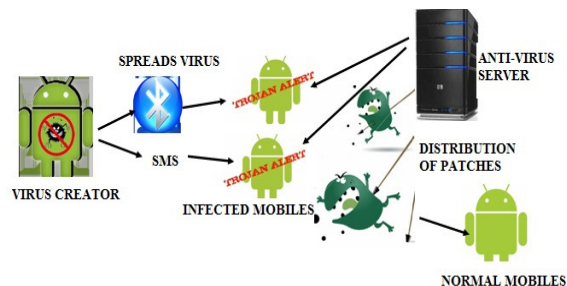 SPREADS VIRUS
ANTI-VIRUS
SERVER
TROJAN ALERT
SMS
DISTRIBUTION
OF PATCHES
TROJAN ALERT
VIRUS CREATOR
INFECTED MOBILES
NORMAL MOBILES